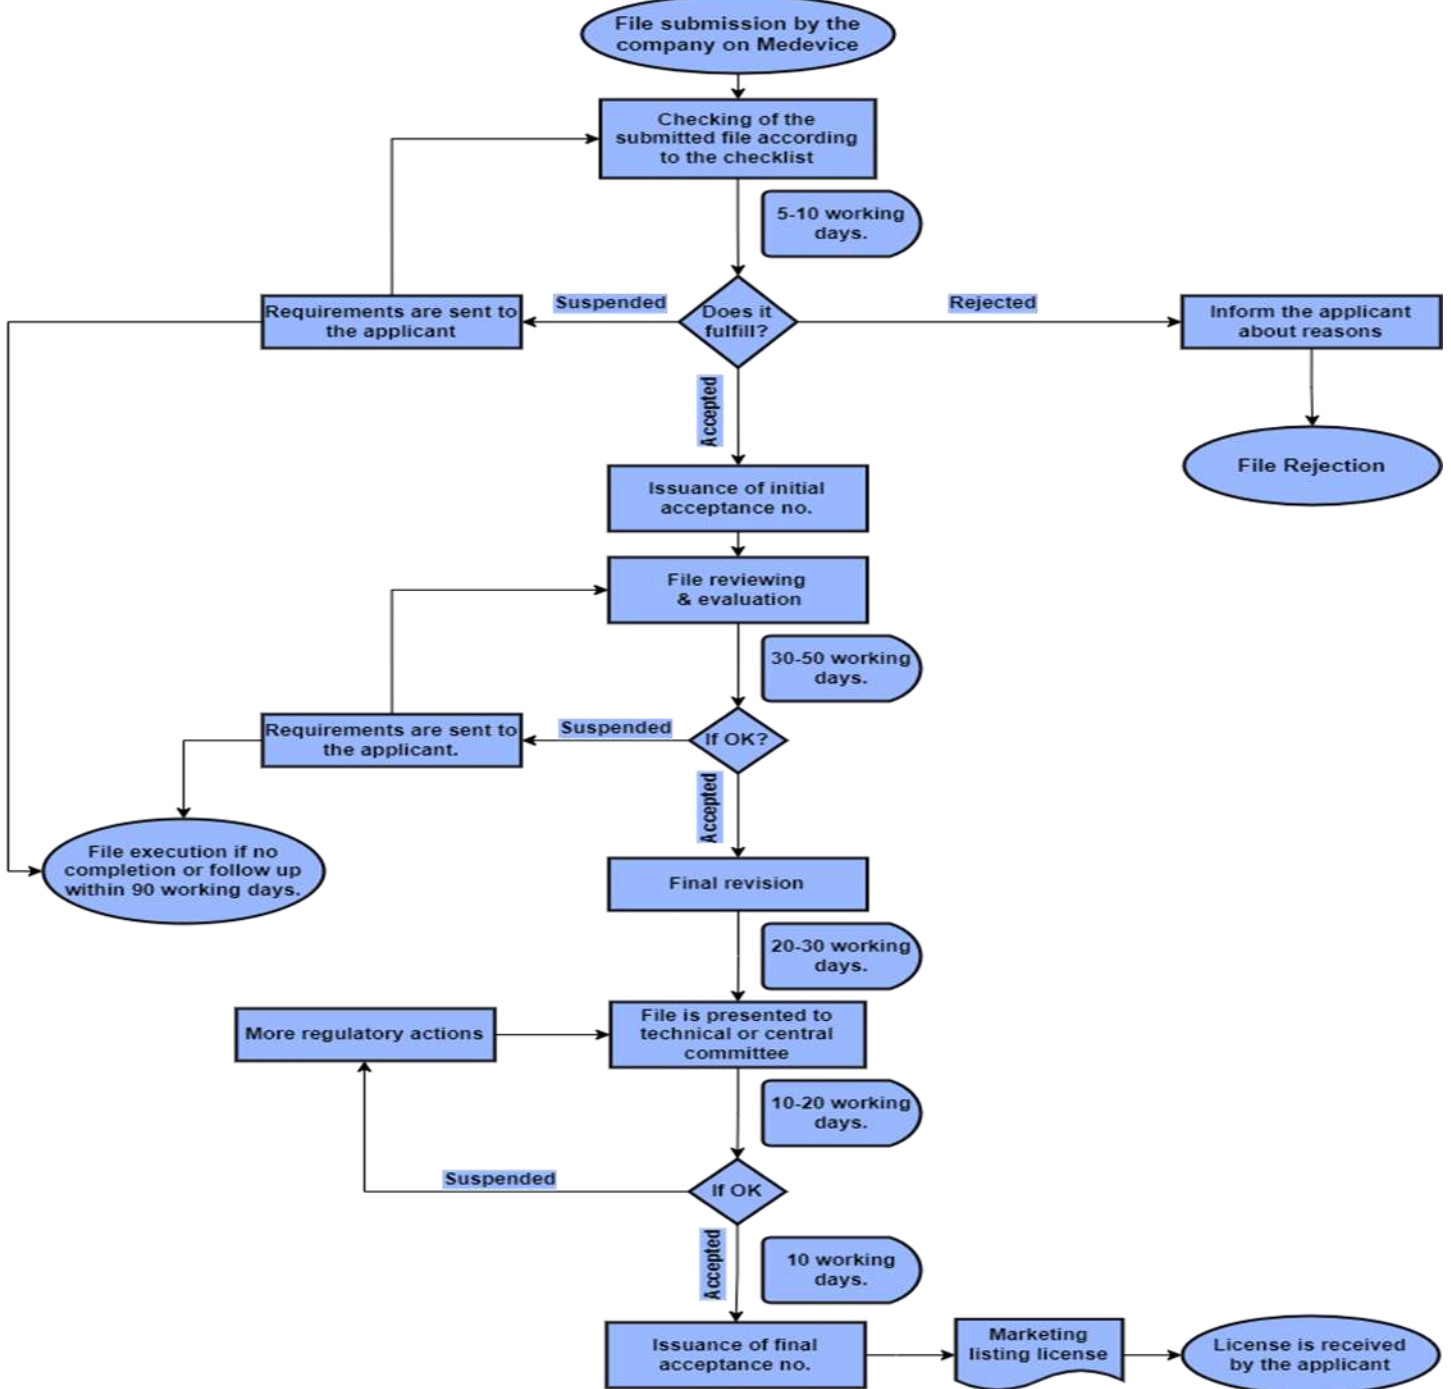 File submission by the
company on Medevice
Checking of the
submitted file according
to the checklist
5-10 working
days.
Requirements are sent to
the applicant
Suspended
Does it
fulfill?
Rejected
Inform the applicant
about reasons
Accepted
File Rejection
Issuance of initial
acceptance no.
File reviewing
& evaluation
30-50 working
days.
Requirements are sent to
the applicant.
Suspended
If OK?
Accepted
File execution if no
completion or follow up
within 90 working days.
Final revision
20-30 working
days.
More regulatory actions
File is presented to
technical or central
committee
10-20 working
days.
Suspended
If OK
Accepted
10 working
days.
Issuance of final
acceptance no.
Marketing
listing license
License is received
by the applicant